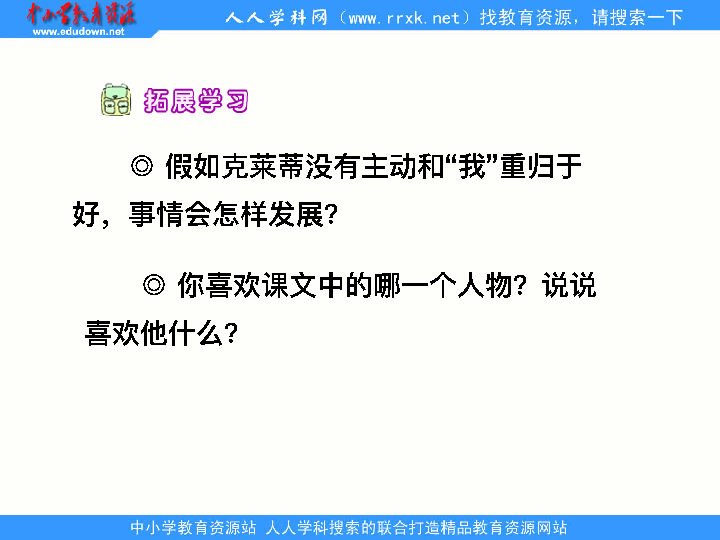 中小学教育资源
www.edudown.net
人人学科网（www.rrxk.net）找教育资源，请搜索一下
拓展学习
◎ 假如克莱蒂没有主动和“我”重归于
好，事情会怎样发展？
◎ 你喜欢课文中的哪一个人物？说说
喜欢他什么？
中小学教育资源站 人人学科搜索的联合打造精品教育资源网站